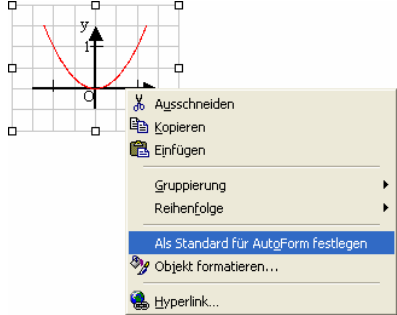 y
1
O
Ausschneiden
Kopieren
Einfügen
Gruppierung
Reihenfolge
Als Standard für AutoForm festlegen
Objekt formatieren...
Hyperlink...